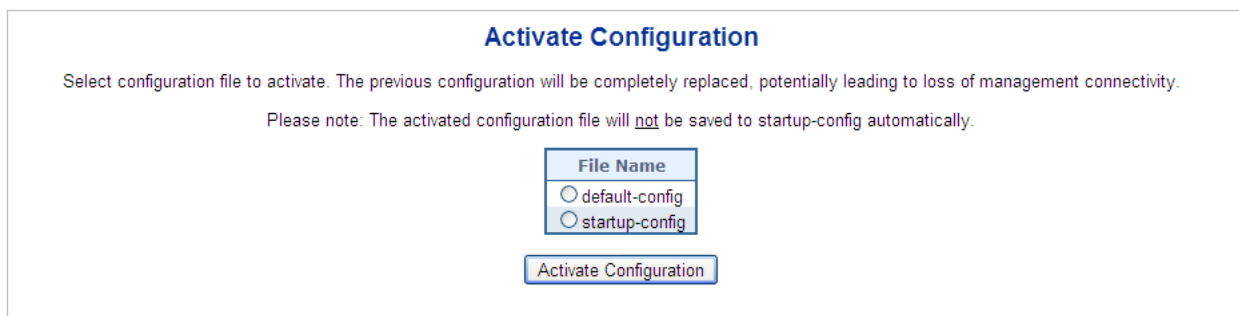 Activate Configuration
Select configuration file to activate. The previous configuration will be completely replaced, potentially leading to loss of management connectivity.
Please note: The activated configuration file will not be saved to startup-config automatically.
File Name
default-config
startup-config
Activate Configuration